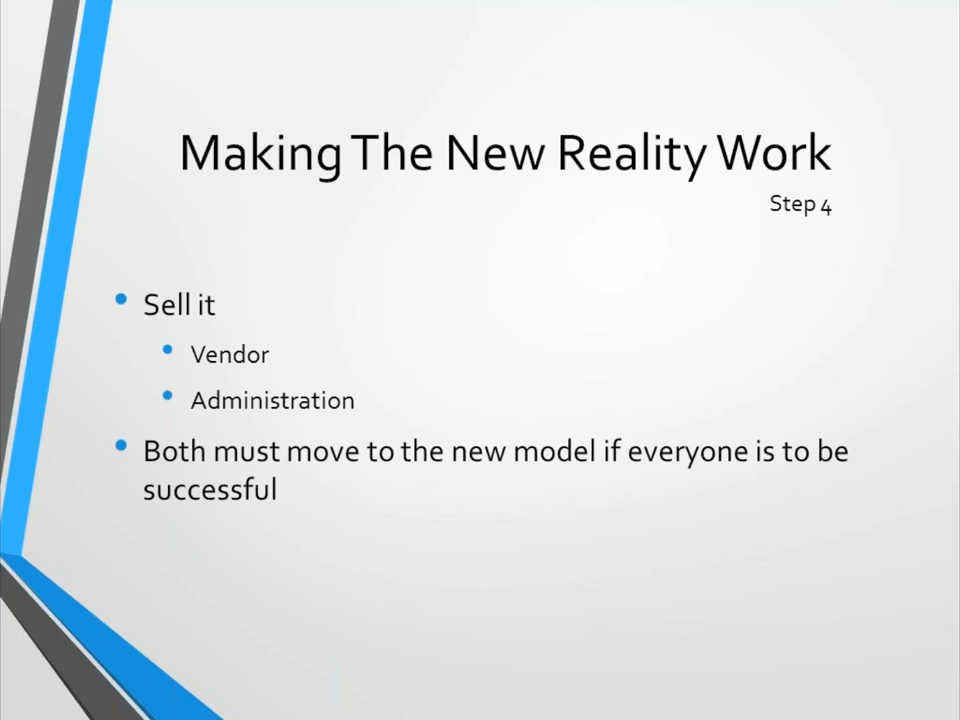 Making The New Reality Work
Step 4
Sell it
Vendor
Administration
Both must move to the new model if everyone is to be
successful